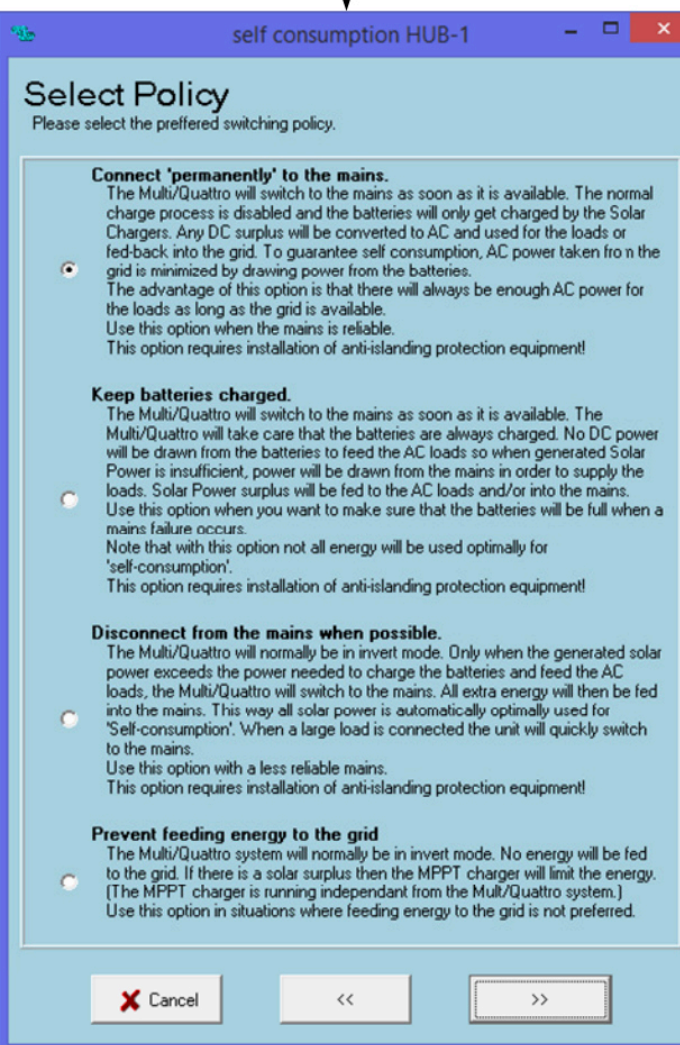 self consumption HUB-1
Select Policy
Please select the preffered switching policy.
Connect 'permanently' to the mains.
The Multi/Quattro will switch to the mains as soon as it is available. The normal
charge process is disabled and the batteries will only get charged by the Solar
Chargers. Any DC surplus will be converted to AC and used for the loads or
fed-back into the grid. To guarantee self consumption, AC power taken from the
grid is minimized by drawing power from the batteries.
The advantage of this option is that there will always be enough AC power for
the loads as long as the grid is available.
Use this option when the mains is reliable.
This option requires installation of anti-islanding protection equipment!
Keep batteries charged.
The Multi/Quattro will switch to the mains as soon as it is available. The
Multi/Quattro will take care that the batteries are always charged. No DC power
will be drawn from the batteries to feed the AC loads so when generated Solar
Power is insufficient, power will be drawn from the mains in order to supply the
loads. Solar Power surplus will be fed to the AC loads and/or into the mains.
Use this option when you want to make sure that the batteries will be full when a
mains failure occurs.
Note that with this option not all energy will be used optimally for
'self-consumption'.
This option requires installation of anti-islanding protection equipment!
Disconnect from the mains when possible.
The Multi/Quattro will normally be in invert mode. Only when the generated solar
power exceeds the power needed to charge the batteries and feed the AC
loads, the Multi/Quattro will switch to the mains. All extra energy will then be fed
into the mains. This way all solar power is automatically optimally used for
'Self-consumption'. When a large load is connected the unit will quickly switch
to the mains.
Use this option with a less reliable mains.
This option requires installation of anti-islanding protection equipment!
Prevent feeding energy to the grid
The Multi/Quattro system will normally be in invert mode. No energy will be fed
to the grid. If there is a solar surplus then the MPPT charger will limit the energy.
(The MPPT charger is running independant from the Mult/Quattro system.)
Use this option in situations where feeding energy to the grid is not preferred.
Cancel << >>